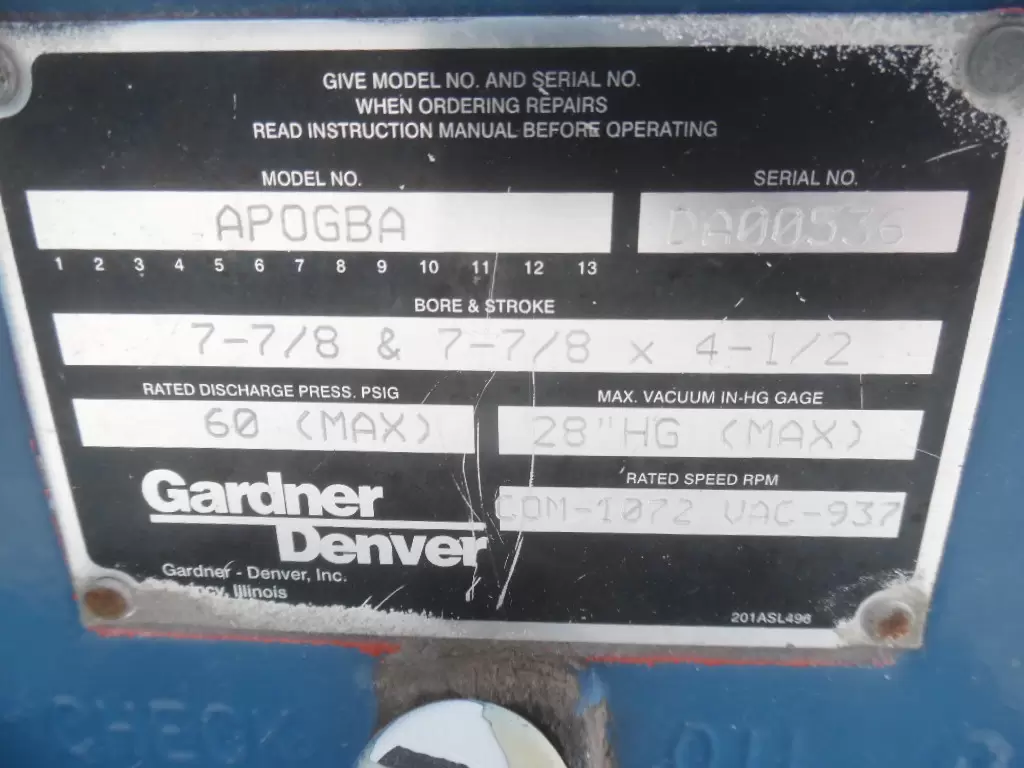 GIVE MODEL NO. AND SERIAL NO.
WHEN ORDERING REPAIRS
READ INSTRUCTION MANUAL BEFORE OPERATING
MODEL NO. SERIAL NO.
APOGBA DA00536
1 2 3 4 5 6 7 8 9 10 11 12 13
BORE & STROKE
7-7/8 & 7-7/8 x 4-1/2
RATED DISCHARGE PRESS. PSIG MAX. VACUUM IN-HG GAGE
60 (MAX) 28"HG (MAX)
RATED SPEED RPM
COM-1072 VAC-937
Gardner
Denver
Gardner - Denver, Inc.
Illinois
201ASL496
CHECK